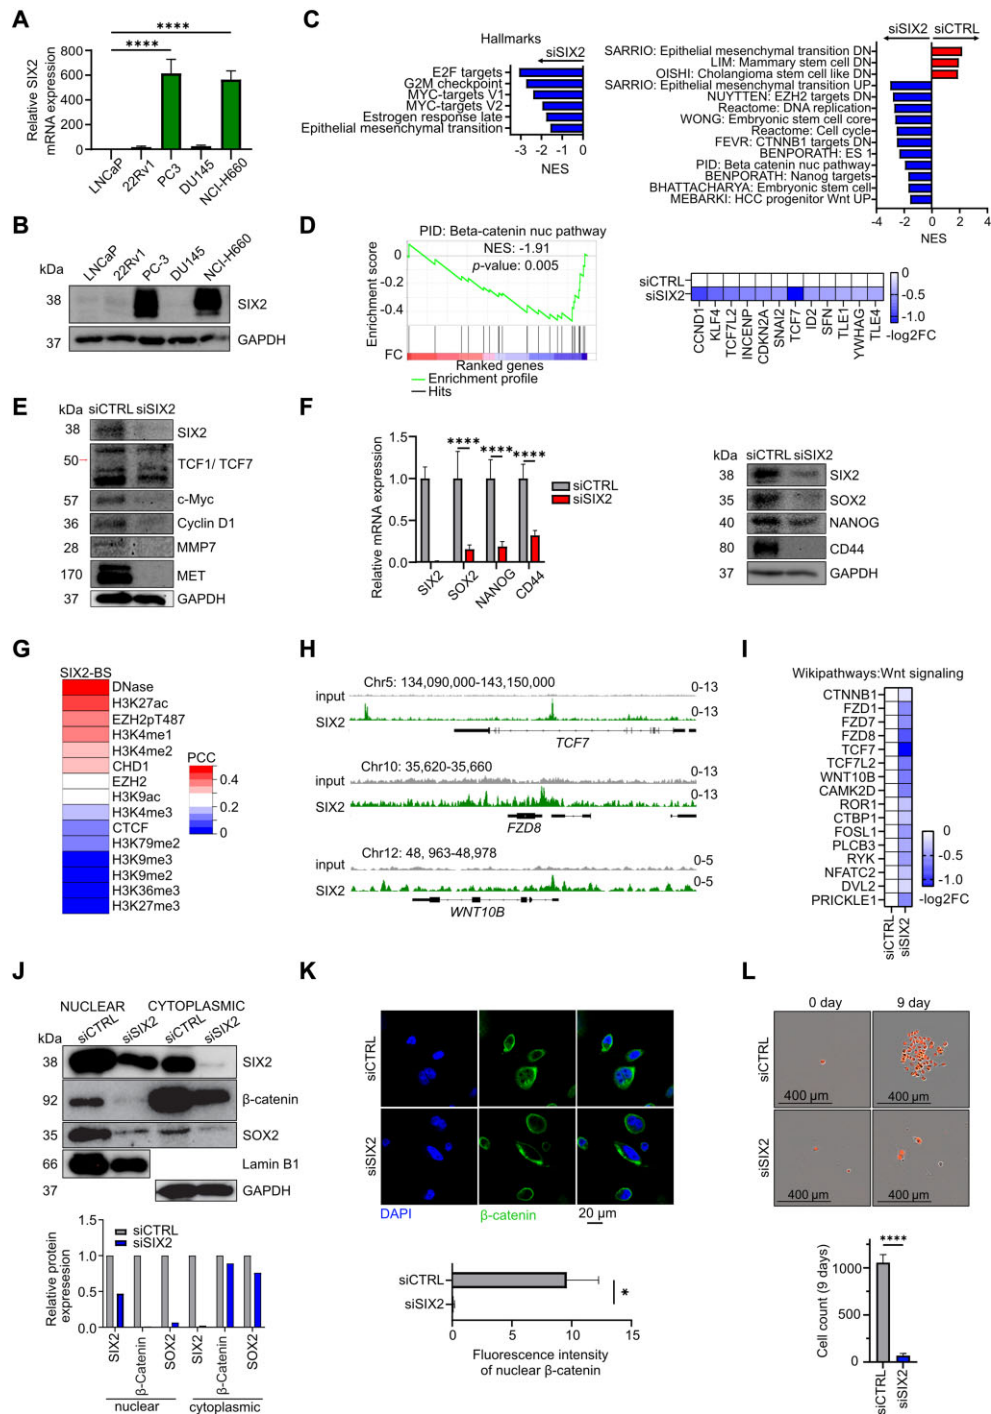 A
****
****
Relative SIX2
mRNA expression
800
600
400
200
0
LNCaP
22Rv1
PC3
DU145
NCI-H660
B
kDa
LNCaP
22Rv1
PC-3
DU145
NCI-H660
38
SIX2
37
GAPDH
C
Hallmarks
siSIX2
E2F targets
G2M checkpoint
MYC-targets V1
MYC-targets V2
Estrogen response late
Epithelial mesenchymal transition
-3 -2 -1 0
NES
siSIX2 siCTRL
SARRIO: Epithelial mesenchymal transition DN
LIM: Mammary stem cell DN
OISHI: Cholangioma stem cell like DN
SARRIO: Epithelial mesenchymal transition UP
NUYTTEN: EZH2 targets DN
Reactome: DNA replication
WONG: Embryonic stem cell core
Reactome: Cell cycle
FEVR: CTNNB1 targets DN
BENPORATH: ES 1
PID: Beta catenin nuc pathway
BENPORATH: Nanog targets
BHATTACHARYA: Embryonic stem cell
MEBARKI: HCC progenitor Wnt UP
-4 -2 0 2 4
NES
D
PID: Beta-catenin nuc pathway
NES: -1.91
p-value: 0.005
Enrichment score
0
-0.2
-0.4
FC
Ranked genes
Enrichment profile
Hits
siCTRL
siSIX2
CCND1
KLF4
TCF7L2
INCENP
CDKN2A
SNAI2
TCF7
ID2
SFN
TLE1
YWHAG
TLE4
0
-0.5
-1.0
-log2FC
E
kDa siCTRL siSIX2
38 SIX2
50 TCF1/ TCF7
57 c-Myc
36 Cyclin D1
28 MMP7
170 MET
37 GAPDH
F
Relative mRNA expression
1.5
1.0
0.5
0.0
**** **** ****
SIX2
SOX2
NANOG
CD44
siCTRL
siSIX2
kDa siCTRL siSIX2
38 SIX2
35 SOX2
40 NANOG
80 CD44
37 GAPDH
G
SIX2-BS
DNase
H3K27ac
EZH2pT487
H3K4me1
H3K4me2
CHD1
EZH2
H3K9ac
H3K4me3
CTCF
H3K79me2
H3K9me3
H3K9me2
H3K36me3
H3K27me3
PCC
0.4
0.2
0
H
Chr5: 134,090,000-143,150,000
input 0-13
SIX2 0-13
TCF7
Chr10: 35,620-35,660
input 0-13
SIX2 0-13
FZD8
Chr12: 48, 963-48,978
input 0-5
SIX2 0-5
WNT10B
I
Wikipathways:Wnt signaling
CTNNB1
FZD1
FZD7
FZD8
TCF7
TCF7L2
WNT10B
CAMK2D
ROR1
CTBP1
FOSL1
PLCB3
RYK
NFATC2
DVL2
PRICKLE1
siCTRL
siSIX2
0
-0.5
-1.0
-log2FC
J
NUCLEAR CYTOPLASMIC
kDa siCTRL siSIX2 siCTRL siSIX2
38 SIX2
92 β-catenin
35 SOX2
66 Lamin B1
37 GAPDH
Relative protein
expresesion
1.5
1.0
0.5
0.0
siCTRL
siSIX2
SIX2
β-Catenin
SOX2
SIX2
β-Catenin
SOX2
nuclear cytoplasmic
K
siCTRL
siSIX2
DAPI β-catenin 20 µm
siCTRL
siSIX2
*
0 5 10 15
Fluorescence intensity
of nuclear β-catenin
L
0 day 9 day
siCTRL
400 µm 400 µm
siSIX2
400 µm 400 µm
****
Cell count (9 days)
1000
500
0
siCTRL
siSIX2